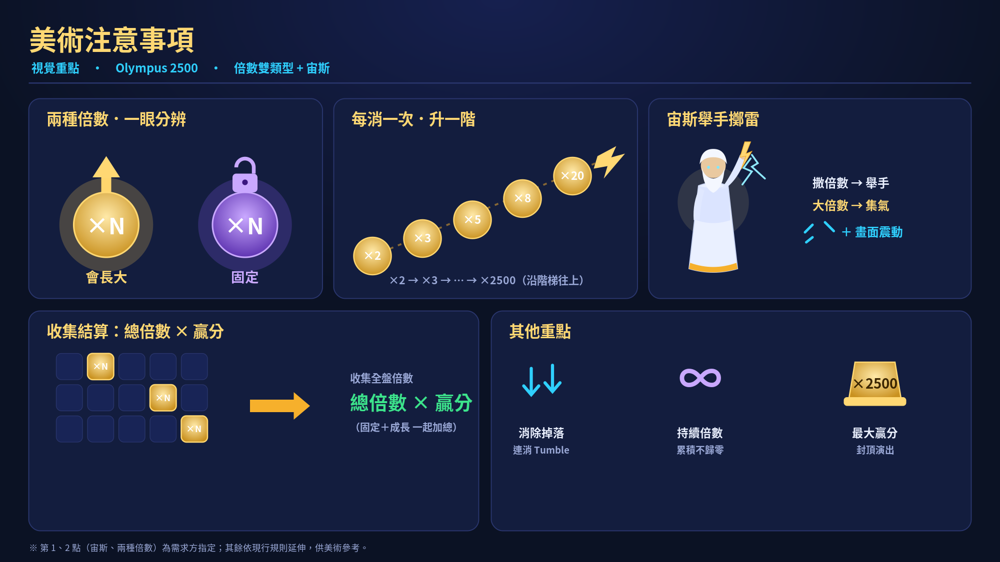 美術注意事項
視覺重點 • Olympus 2500 • 倍數雙類型 + 宙斯
兩種倍數・一眼分辨
×N
×N
會長大
固定
每消一次・升一階
×2
×3
×5
×8
×20
×2 → ×3 → … → ×2500（沿階梯往上）
宙斯舉手擲雷
撒倍數 → 舉手
大倍數 → 集氣
＋ 畫面震動
收集結算：總倍數 × 贏分
×N
×N
×N
收集全盤倍數
總倍數 × 贏分
（固定＋成長 一起加總）
其他重點
×2500
消除掉落
連消 Tumble
持續倍數
累積不歸零
最大贏分
封頂演出
※ 第 1、2 點（宙斯、兩種倍數）為需求方指定；其餘依現行規則延伸，供美術參考。